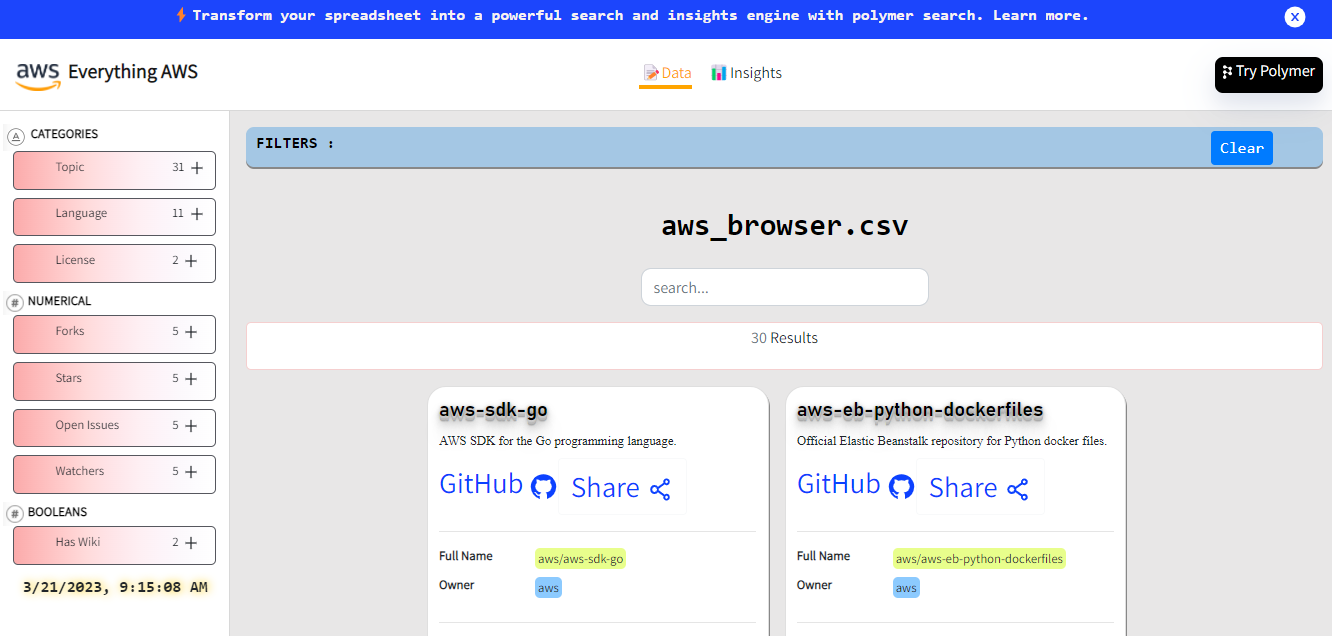 Transform your spreadsheet into a powerful search and insights engine with polymer search. Learn more.
X
aws Everything AWS
Data
Insights
Try Polymer
A CATEGORIES
Topic 31 +
Language 11 +
License 2 +
# NUMERICAL
Forks 5 +
Stars 5 +
Open Issues 5 +
Watchers 5 +
# BOOLEANS
Has Wiki 2 +
3/21/2023, 9:15:08 AM
FILTERS :
Clear
aws_browser.csv
search...
30 Results
aws-sdk-go
AWS SDK for the Go programming language.
GitHub Share
Full Name aws/aws-sdk-go
Owner aws
aws-eb-python-dockerfiles
Official Elastic Beanstalk repository for Python docker files.
GitHub Share
Full Name aws/aws-eb-python-dockerfiles
Owner aws